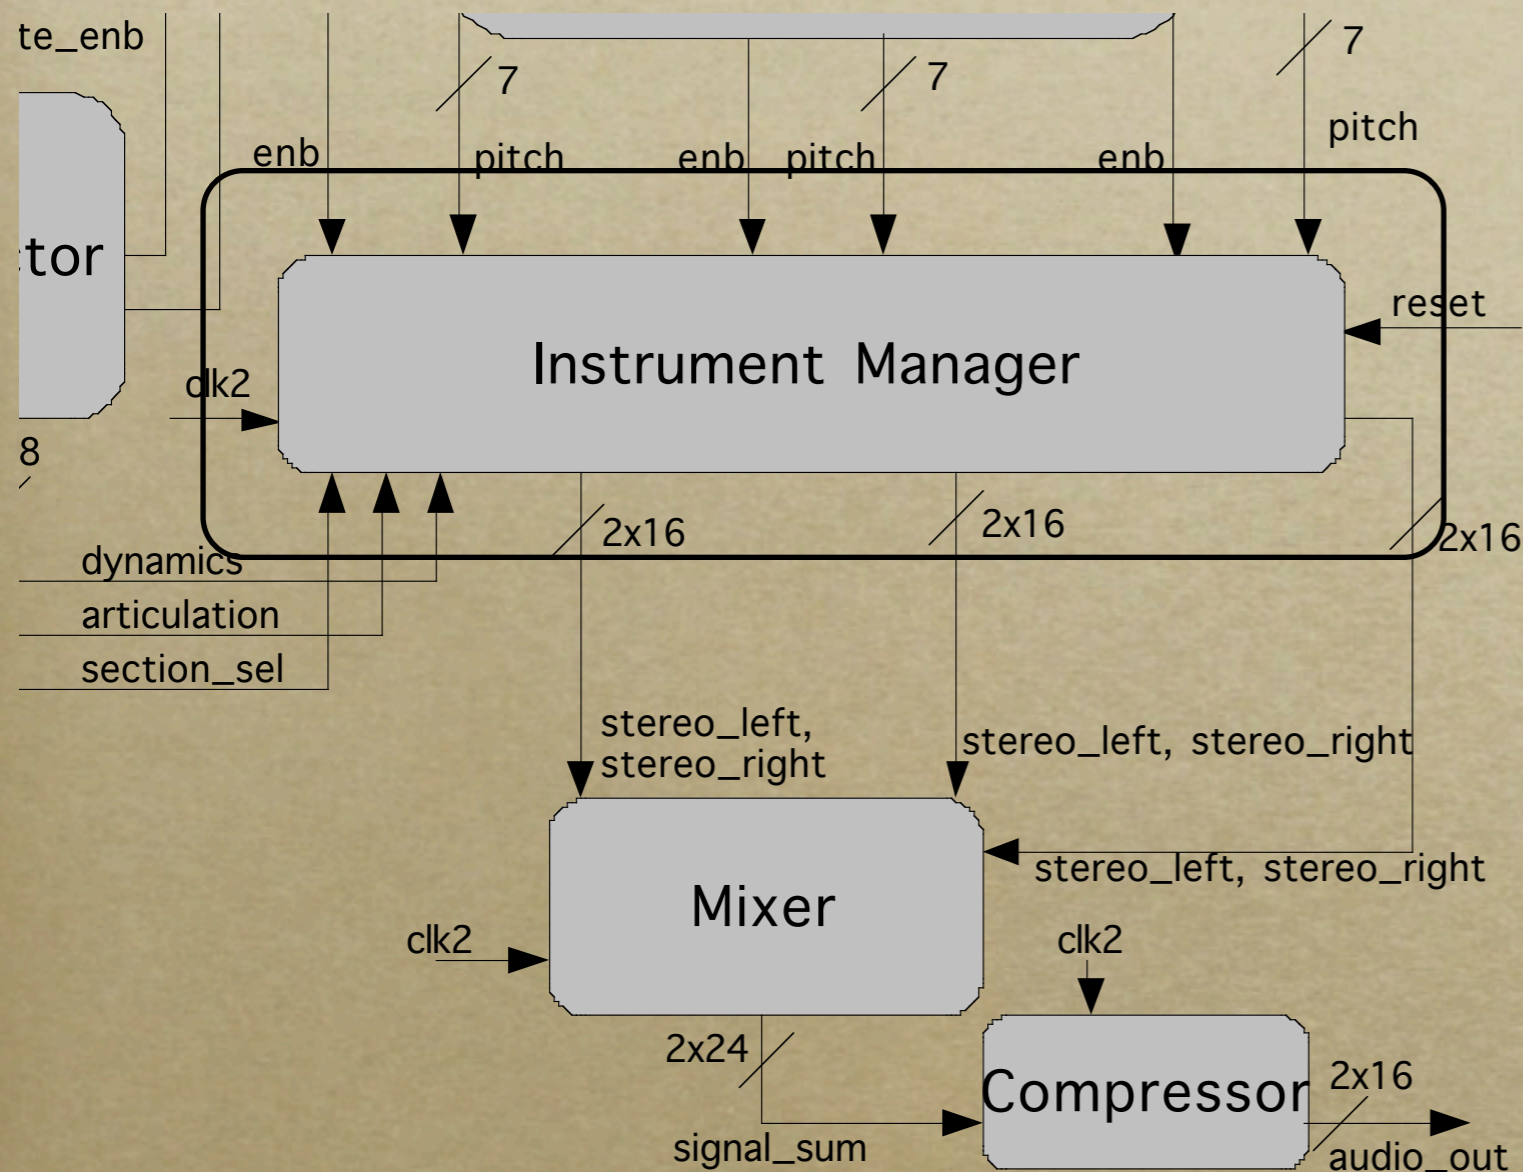 te_enb
7
7
7
pitch
enb
pitch
enb
pitch
enb
tor
reset
Instrument Manager
clk2
8
2x16
2x16
2x16
dynamics
articulation
section_sel
stereo_left,
stereo_right
stereo_left, stereo_right
stereo_left, stereo_right
Mixer
clk2
clk2
2x24
Compressor
2x16
signal_sum
audio_out